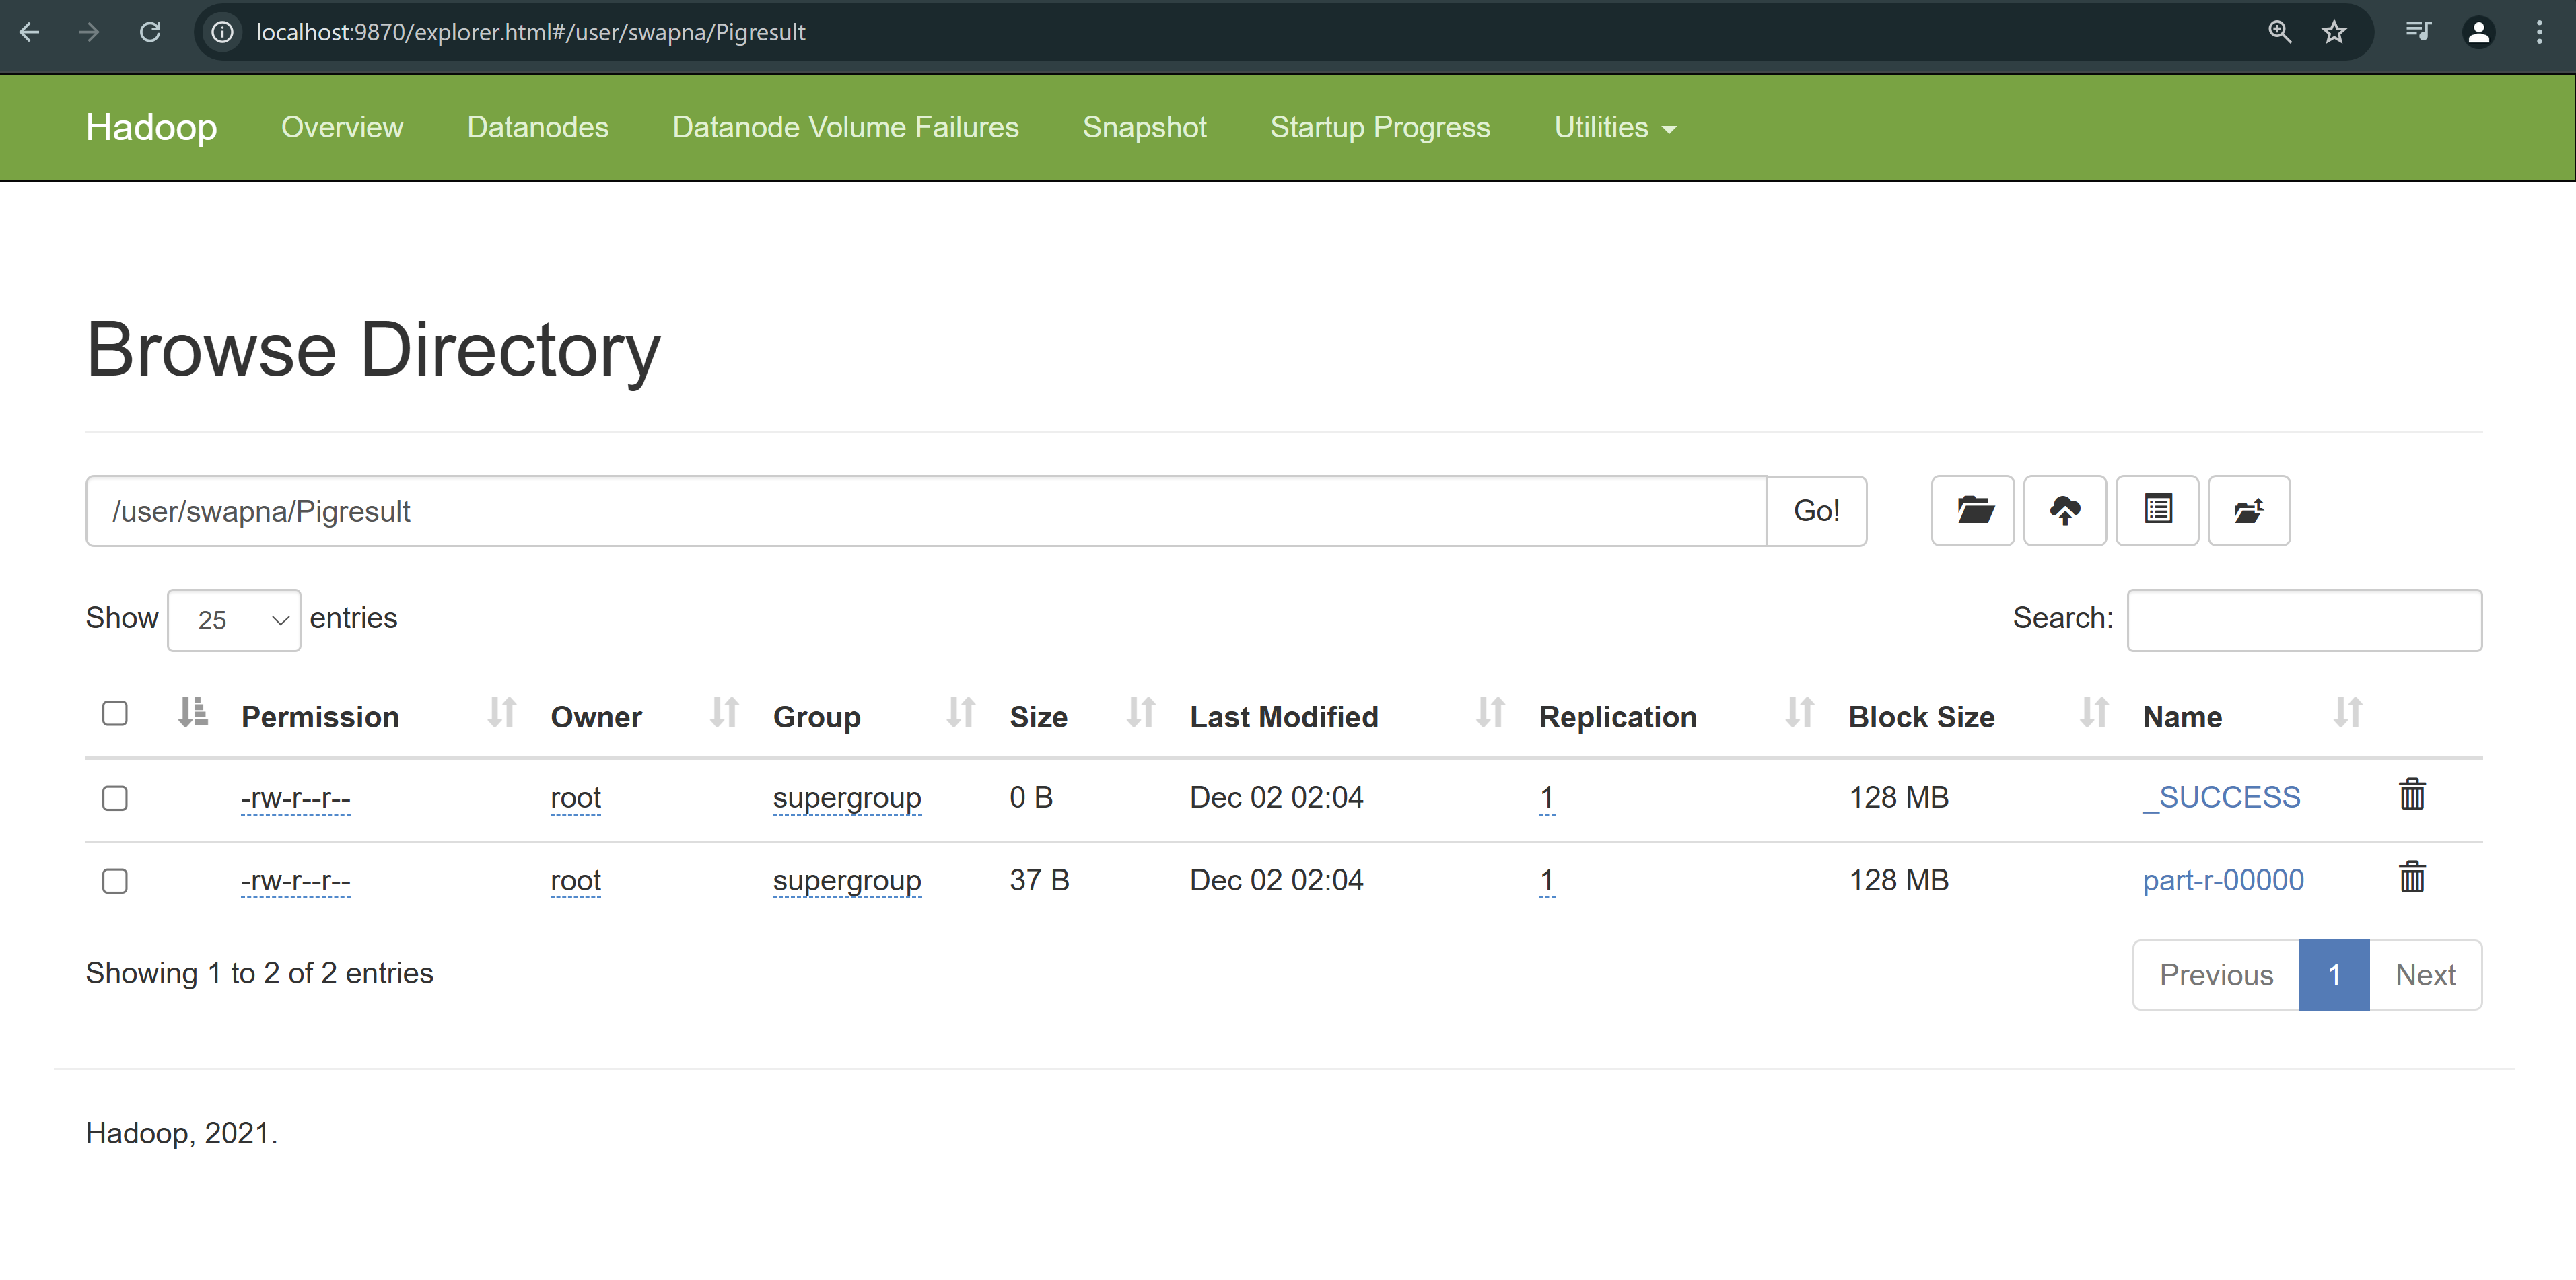 localhost:9870/explorer.html#/user/swapna/Pigresult
Hadoop Overview Datanodes Datanode Volume Failures Snapshot Startup Progress Utilities
Browse Directory
/user/swapna/Pigresult Go!
Show 25 entries Search:
Permission Owner Group Size Last Modified Replication Block Size Name
-rw-r--r-- root supergroup 0 B Dec 02 02:04 1 128 MB _SUCCESS
-rw-r--r-- root supergroup 37 B Dec 02 02:04 1 128 MB part-r-00000
Showing 1 to 2 of 2 entries Previous 1 Next
Hadoop, 2021.